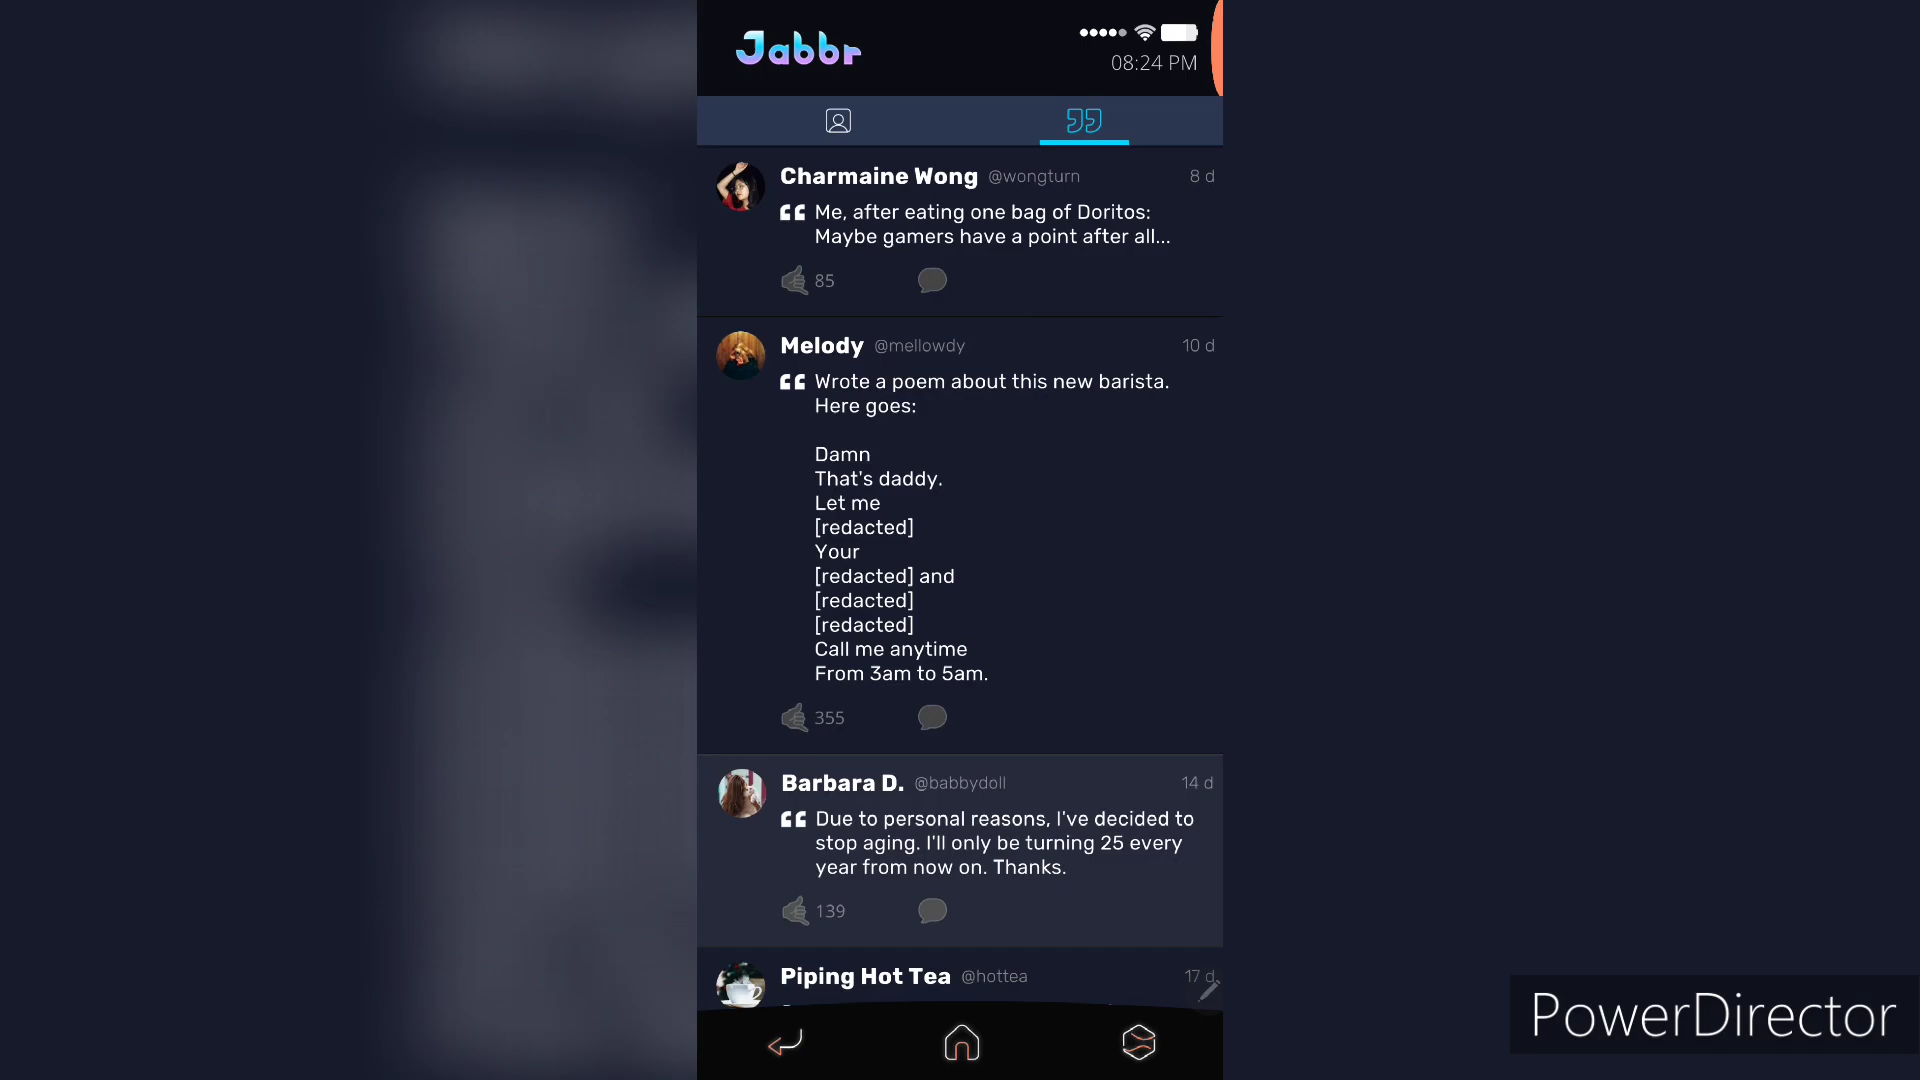 Jabbr
08:24 PM
Charmaine Wong @wongturn 8 d
Me, after eating one bag of Doritos:
Maybe gamers have a point after all...
85
Melody @mellowdy 10 d
Wrote a poem about this new barista.
Here goes:
Damn
That's daddy.
Let me
[redacted]
Your
[redacted] and
[redacted]
[redacted]
Call me anytime
From 3am to 5am.
355
Barbara D. @babbydoll 14 d
Due to personal reasons, I've decided to
stop aging. I'll only be turning 25 every
year from now on. Thanks.
139
Piping Hot Tea @hottea 17 d
PowerDirector